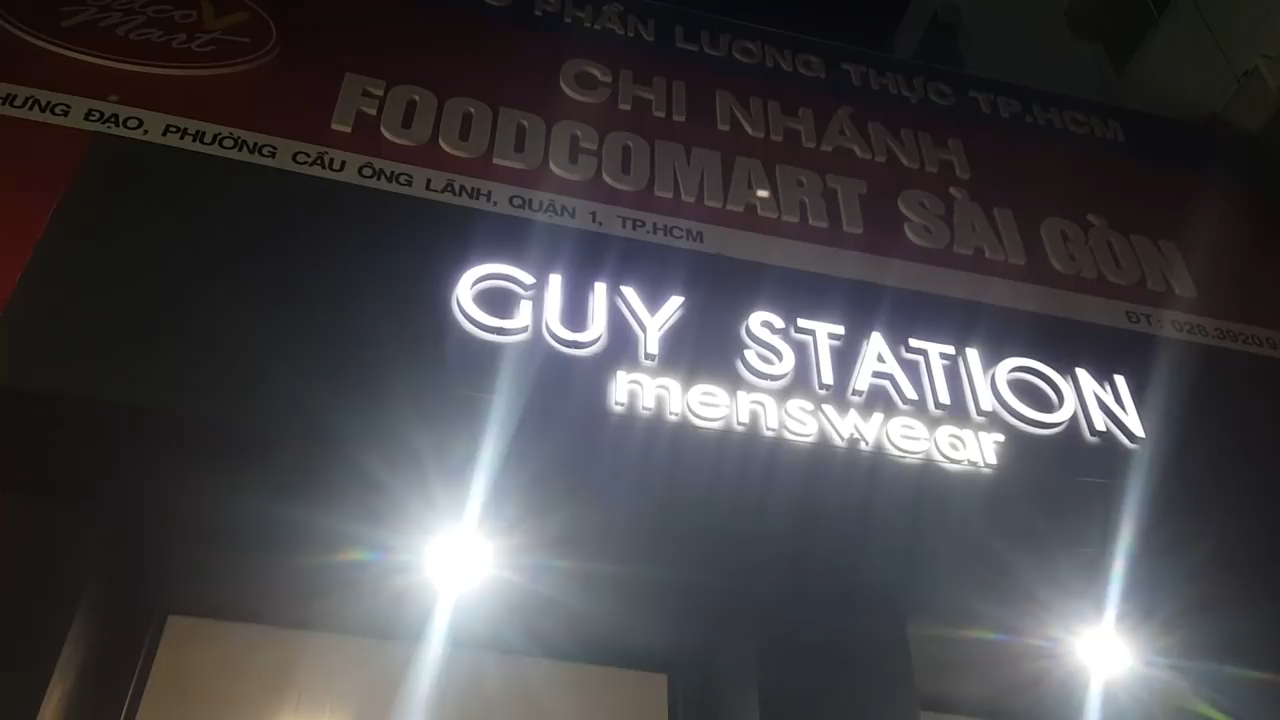 Mart
PHẦN LƯƠNG THỰC TP.HCM
CHI NHÁNH
FOODCOMART SÀI GÒN
HƯNG ĐẠO, PHƯỜNG CẦU ÔNG LÃNH, QUẬN 1, TP.HCM
ĐT: 028.39209
GUY STATION
menswear